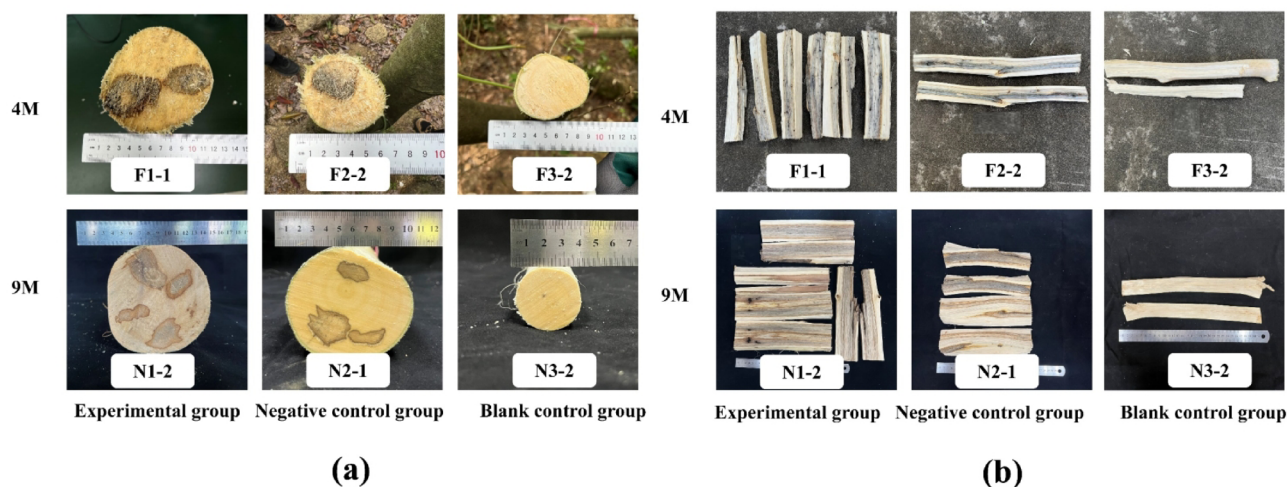 4M
F1-1
F2-2
F3-2
9M
N1-2
N2-1
N3-2
Experimental group
Negative control group
Blank control group
(a)
4M
F1-1
F2-2
F3-2
9M
N1-2
N2-1
N3-2
Experimental group
Negative control group
Blank control group
(b)